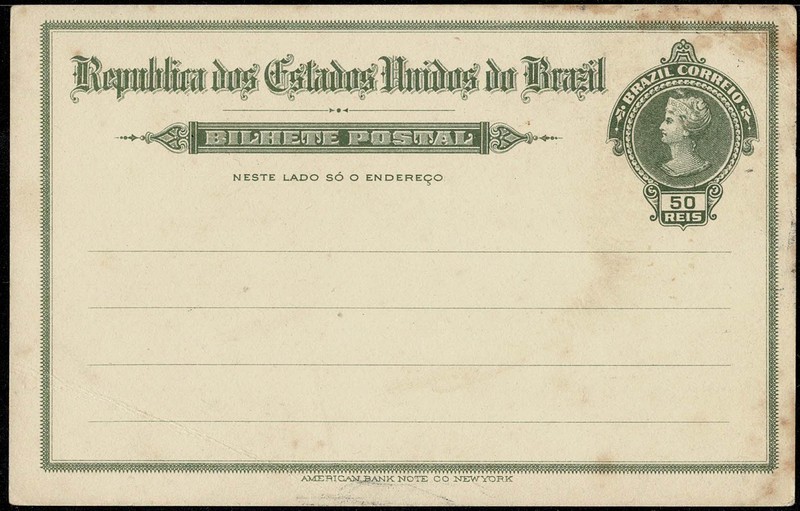 Republica dos Estados Unidos do Brazil
BRAZIL CORREIO
BILHETE POSTAL
NESTE LADO SÓ O ENDEREÇO
50
REIS
AMERICAN BANK NOTE CO NEW YORK